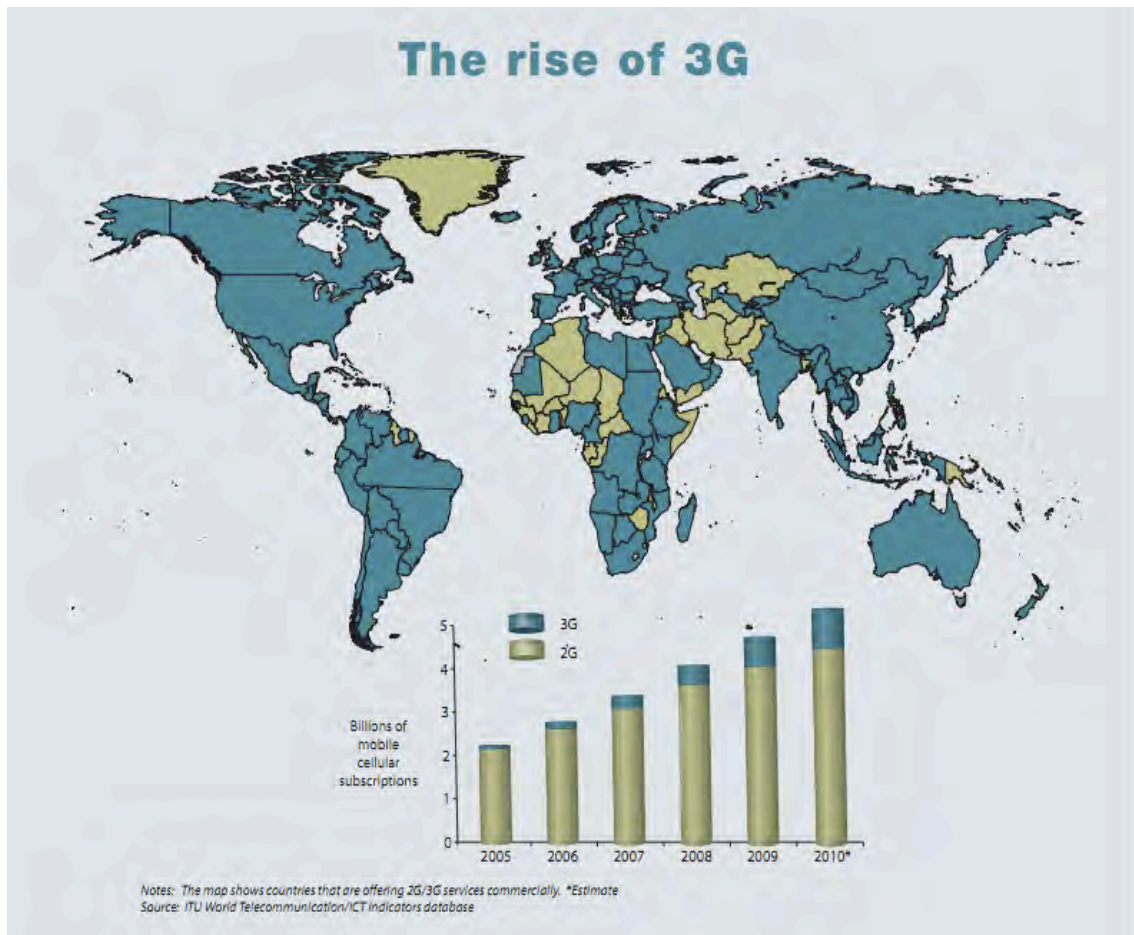 The rise of 3G
3G
2G
5
4
3
2
1
0
Billions of
mobile
cellular
subscriptions
2005
2006
2007
2008
2009
2010*
Notes: The map shows countries that are offering 2G/3G services commercially. *Estimate
Source: ITU World Telecommunication/ICT Indicators database